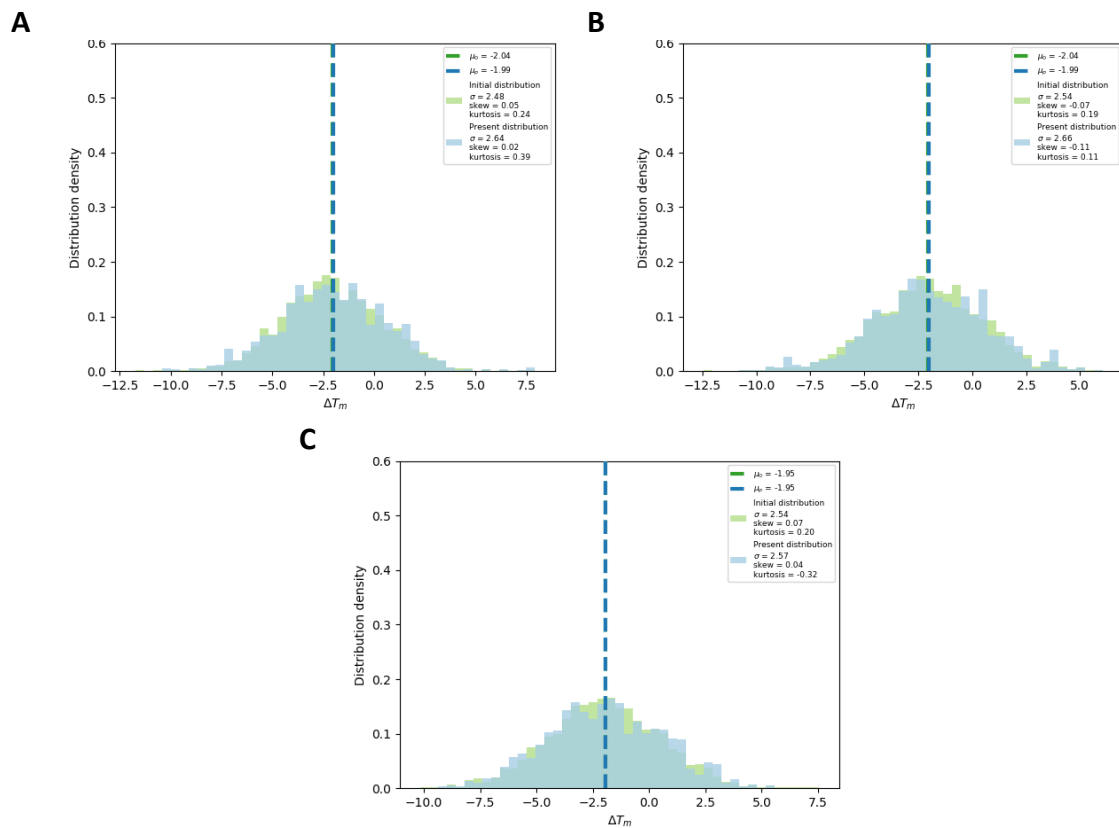 A
0.6
0.5
0.4
0.3
0.2
0.1
0.0
Distribution density
−12.5 −10.0 −7.5 −5.0 −2.5 0.0 2.5 5.0 7.5
ΔTm
μ₀ = -2.04
μₚ = -1.99
Initial distribution
σ = 2.48
skew = 0.05
kurtosis = 0.24
Present distribution
σ = 2.64
skew = 0.02
kurtosis = 0.39
B
0.6
0.5
0.4
0.3
0.2
0.1
0.0
Distribution density
−12.5 −10.0 −7.5 −5.0 −2.5 0.0 2.5 5.0
ΔTm
μ₀ = -2.04
μₚ = -1.99
Initial distribution
σ = 2.54
skew = -0.07
kurtosis = 0.19
Present distribution
σ = 2.66
skew = -0.11
kurtosis = 0.11
C
0.6
0.5
0.4
0.3
0.2
0.1
0.0
Distribution density
−10.0 −7.5 −5.0 −2.5 0.0 2.5 5.0 7.5
ΔTm
μ₀ = -1.95
μₚ = -1.95
Initial distribution
σ = 2.54
skew = 0.07
kurtosis = 0.20
Present distribution
σ = 2.57
skew = 0.04
kurtosis = -0.32